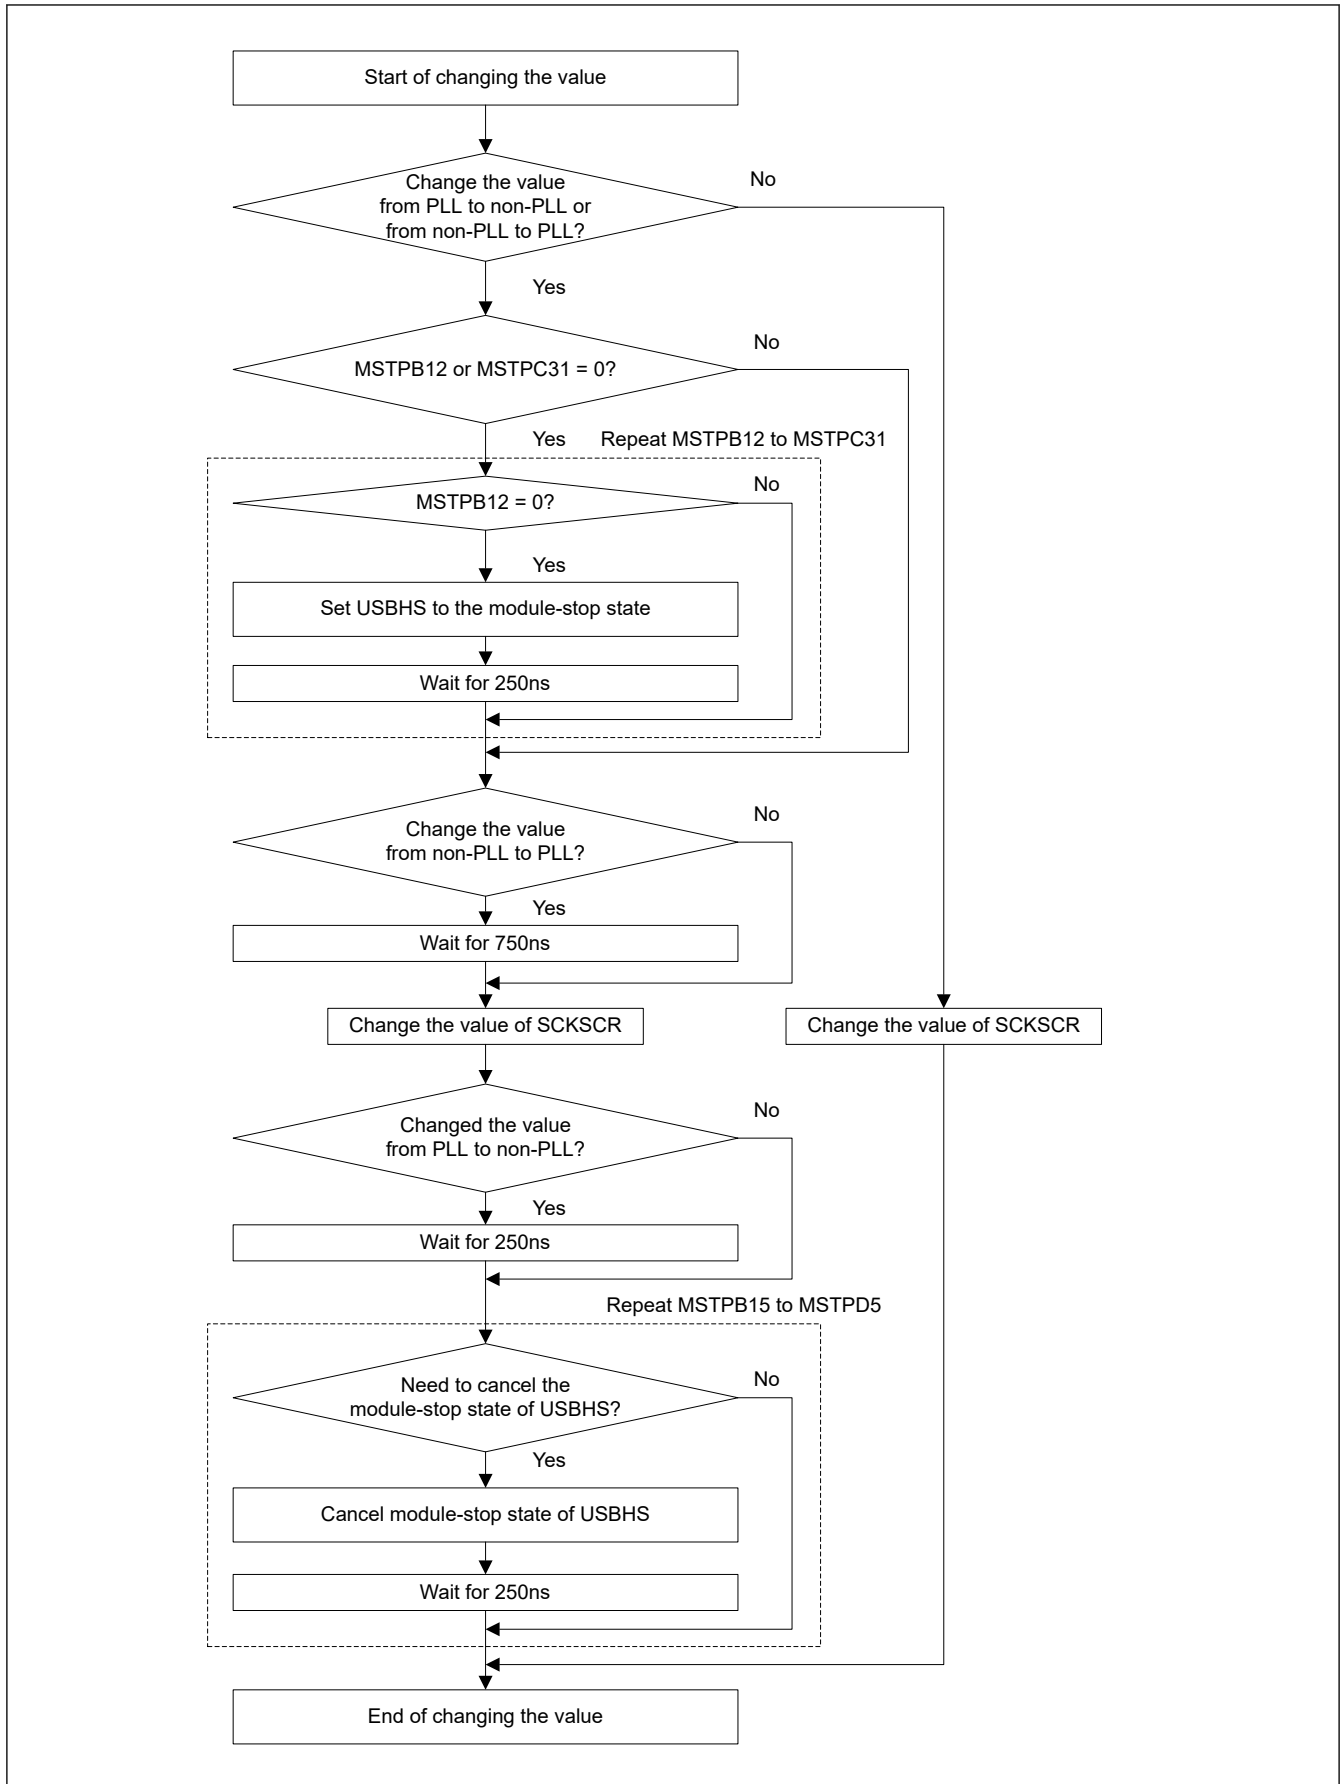 Start of changing the value
Change the value
from PLL to non-PLL or
from non-PLL to PLL?
No
Yes
MSTPB12 or MSTPC31 = 0?
No
Yes
Repeat MSTPB12 to MSTPC31
MSTPB12 = 0?
No
Yes
Set USBHS to the module-stop state
Wait for 250ns
Change the value
from non-PLL to PLL?
No
Yes
Wait for 750ns
Change the value of SCKSCR
Change the value of SCKSCR
Changed the value
from PLL to non-PLL?
No
Yes
Wait for 250ns
Repeat MSTPB15 to MSTPD5
Need to cancel the
module-stop state of USBHS?
No
Yes
Cancel module-stop state of USBHS
Wait for 250ns
End of changing the value